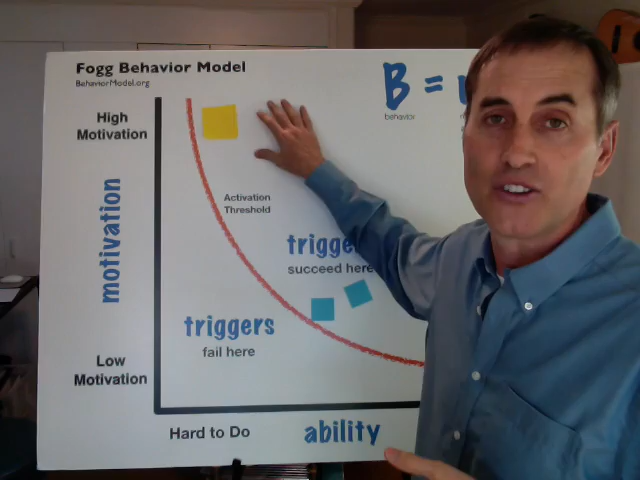 Fogg Behavior Model
BehaviorModel.org
B =
behavior
High
Motivation
motivation
Activation
Threshold
succeed here
triggers
fail here
Low
Motivation
Hard to Do
ability